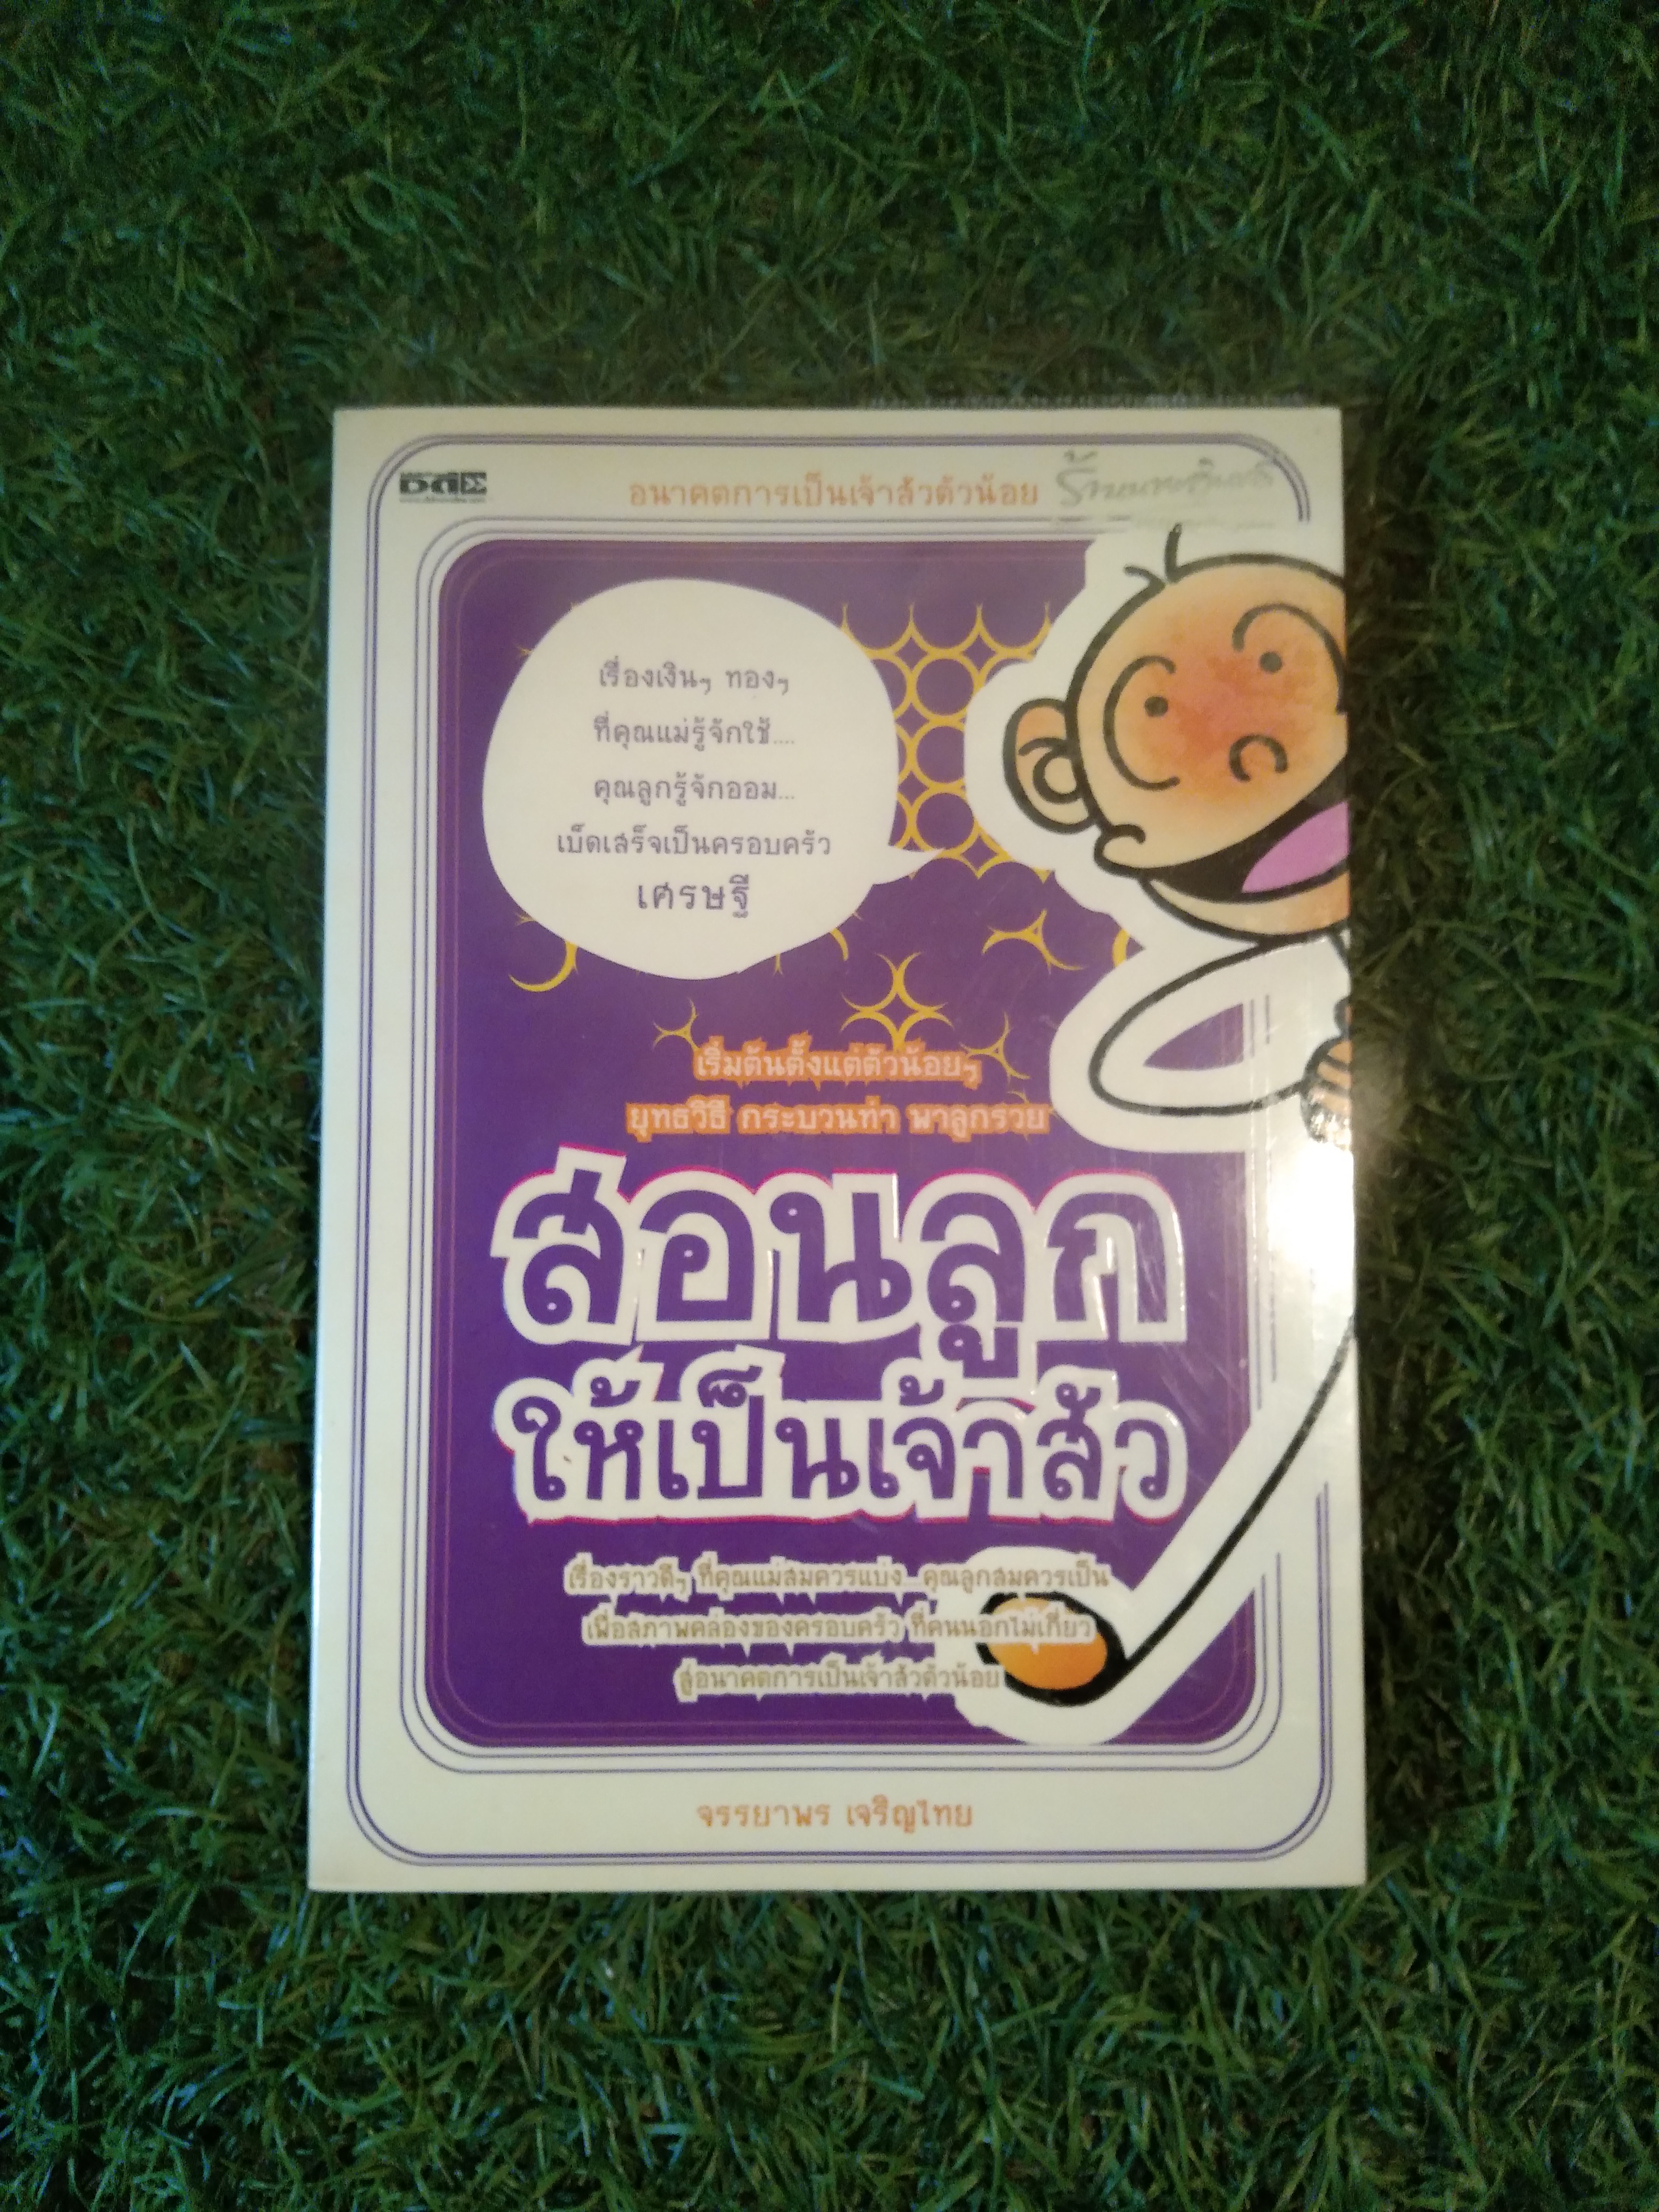 อนาคตการเป็นเจ้าสัวตัวน้อย
เรื่องเงินๆ ทองๆ
ที่คุณแม่รู้จักใช้....
คุณลูกรู้จักออม...
เบ็ดเสร็จเป็นครอบครัว
เศรษฐี
เริ่มต้นตั้งแต่ตัวน้อยๆ
ยุทธวิธี กระบวนท่า พาลูกรวย
ส่อนลูก
ให้เป็นเจ้าสัว
เรื่องราวดีๆ ที่คุณแม่สมควรแบ่ง...คุณลูกสมควรเป็น
เพื่อสภาพคล่องของครอบครัว ที่คนนอกไม่เกี่ยว
สู่อนาคตการเป็นเจ้าสัวตัวน้อย
จรรยาพร เจริญไทย